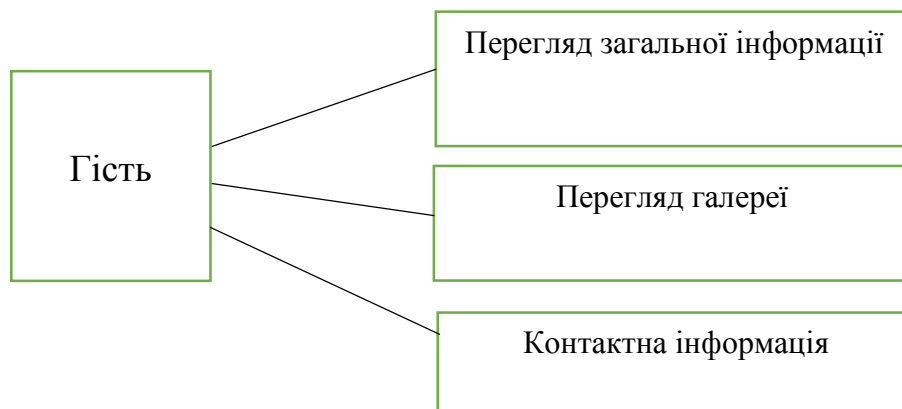 Гість
Перегляд загальної інформації
Перегляд галереї
Контактна інформація